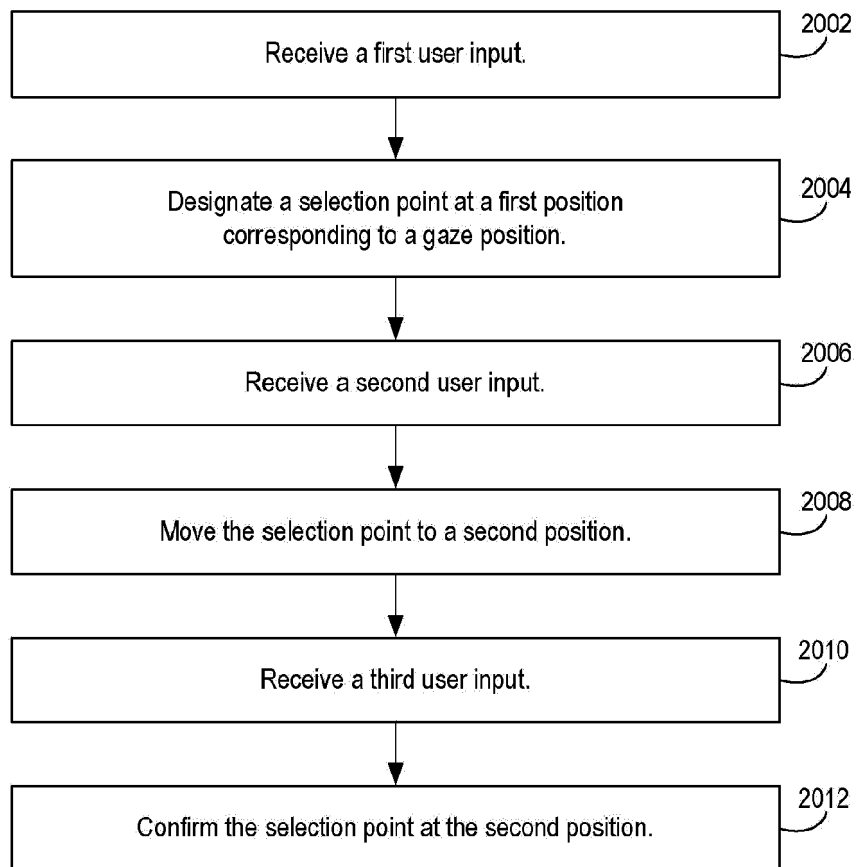 2002
Receive a first user input.
2004
Designate a selection point at a first position
corresponding to a gaze position.
2006
Receive a second user input.
2008
Move the selection point to a second position.
2010
Receive a third user input.
2012
Confirm the selection point at the second position.